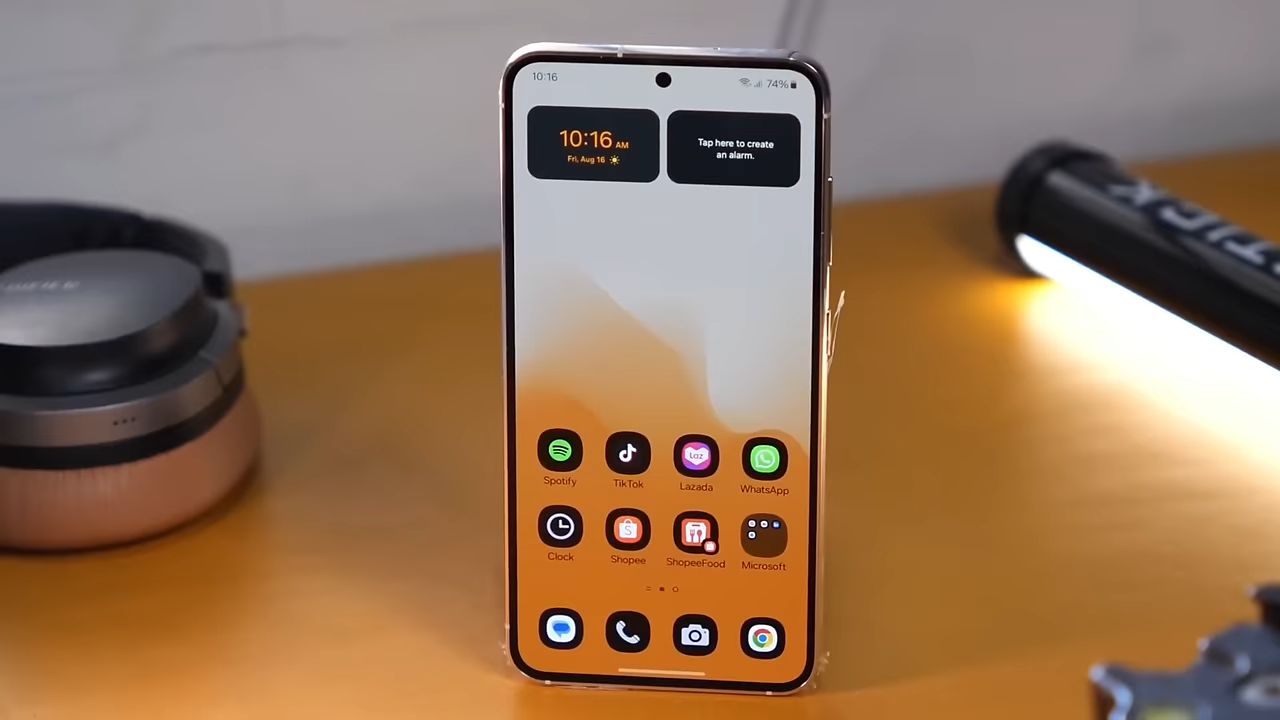 10:16
74%
10:16 AM
Fri, Aug 16
Tap here to create
an alarm.
Laz
Spotify
TikTok
Lazada
WhatsApp
S
Clock
Shopee
ShopeeFood
Microsoft